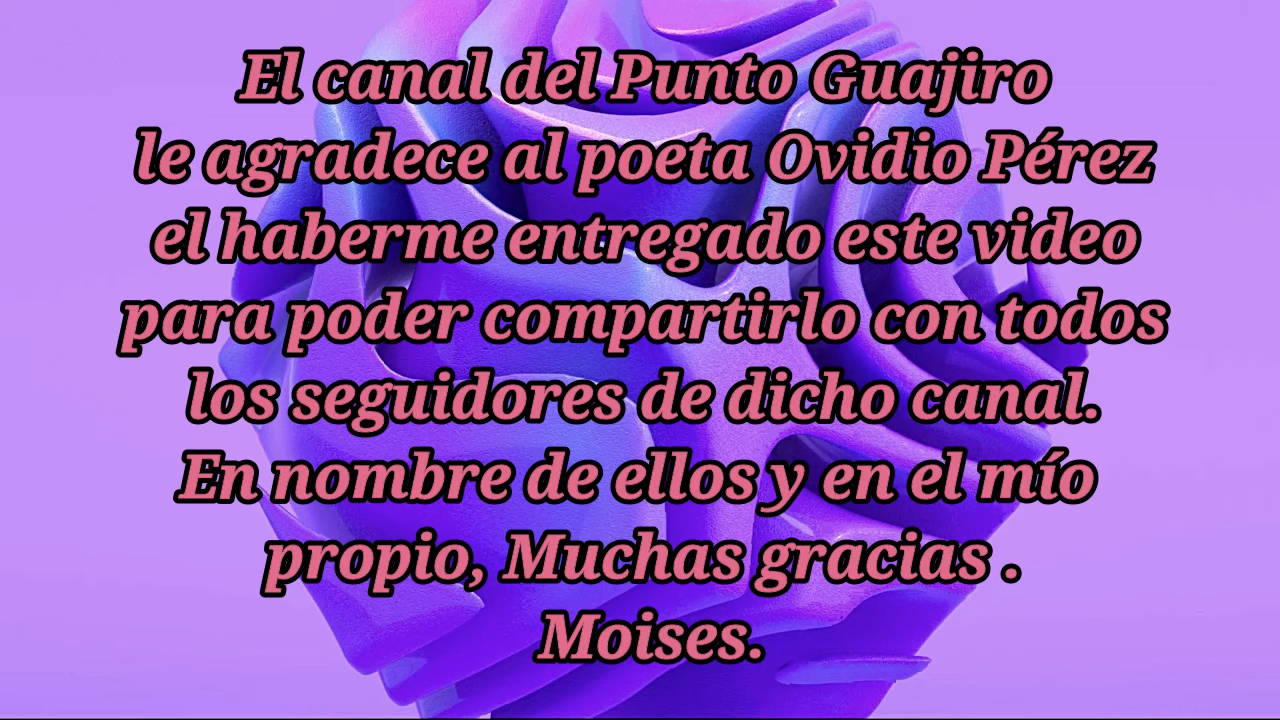 El canal del Punto Guajiro
le agradece al poeta Ovidio Pérez
el haberme entregado este video
para poder compartirlo con todos
los seguidores de dicho canal.
En nombre de ellos y en el mío
propio, Muchas gracias .
Moises.